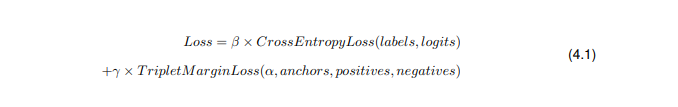 Loss = β × CrossEntropyLoss(labels, logits)
+γ × TripletMarginLoss(α, anchors, positives, negatives)
(4.1)